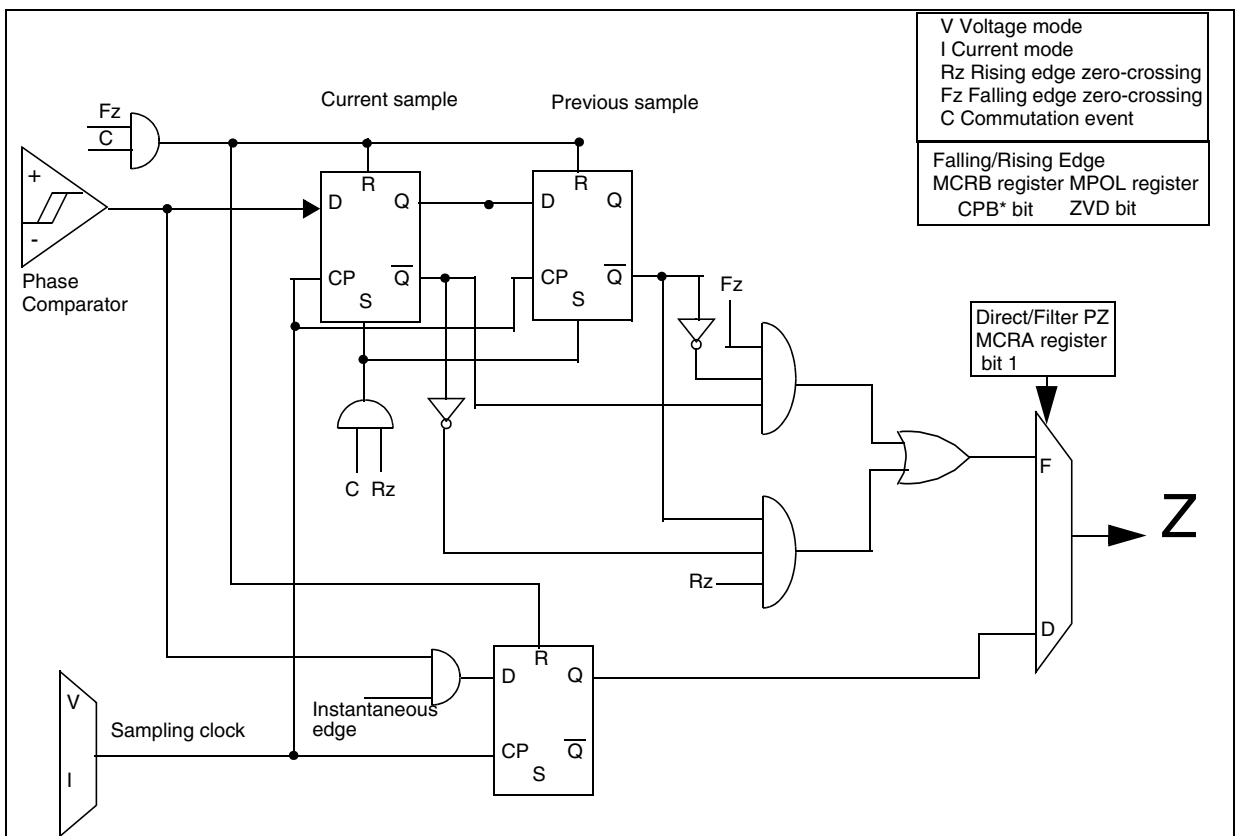 V Voltage mode
I Current mode
Rz Rising edge zero-crossing
Fz Falling edge zero-crossing
C Commutation event
Falling/Rising Edge
MCRB register MPOL register
CPB* bit ZVD bit
Current sample
Previous sample
Fz
C
+
-
Phase
Comparator
R
D Q
CP Q
S
R
D Q
CP Q
S
C Rz
Fz
Direct/Filter PZ
MCRA register
bit 1
F
Z
Rz
D
R
D Q
Instantaneous
edge
CP Q
S
V
Sampling clock
I